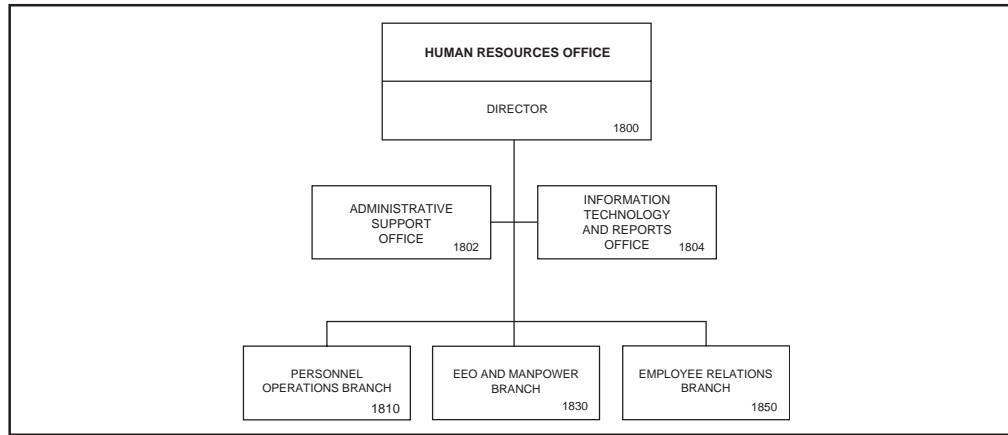 HUMAN RESOURCES OFFICE
DIRECTOR
1800
ADMINISTRATIVE
SUPPORT
OFFICE
1802
INFORMATION
TECHNOLOGY
AND REPORTS
OFFICE
1804
PERSONNEL
OPERATIONS BRANCH
1810
EEO AND MANPOWER
BRANCH
1830
EMPLOYEE RELATIONS
BRANCH
1850